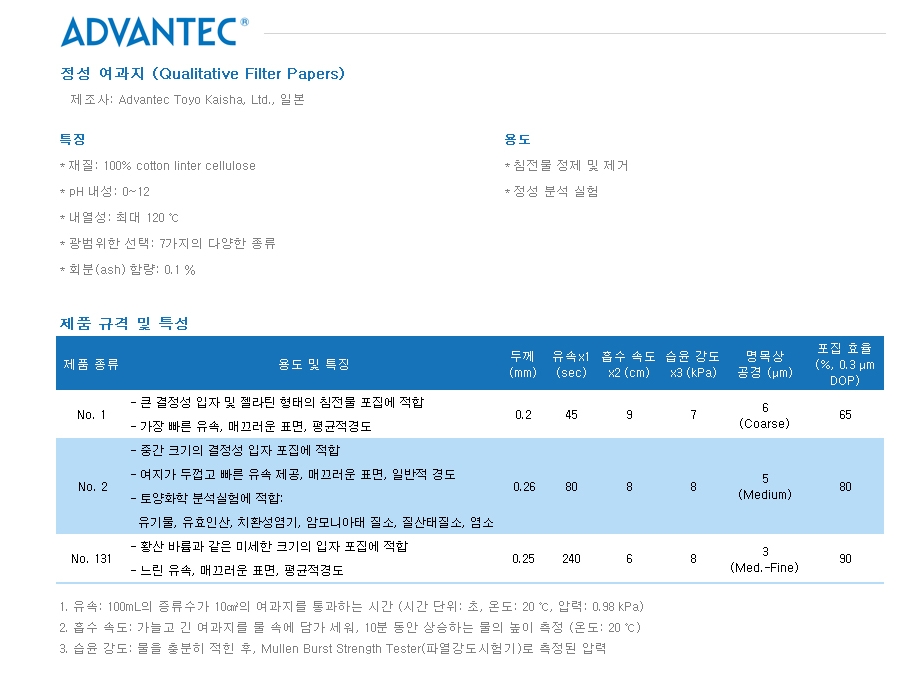 ADVANTEC®
정성 여과지 (Qualitative Filter Papers)
제조사: Advantec Toyo Kaisha, Ltd., 일본
특징
* 재질: 100% cotton linter cellulose
* pH 내성: 0~12
* 내열성: 최대 120 ℃
* 광범위한 선택: 7가지의 다양한 종류
* 회분(ash) 함량: 0.1 %
용도
* 침전물 정제 및 제거
* 정성 분석 실험
제품 규격 및 특성
제품 종류 용도 및 특징 두께 (mm) 유속x1 (sec) 흡수 속도 x2 (cm) 습윤 강도 x3 (kPa) 명목상 공경 (μm) 포집 효율 (%, 0.3 μm DOP)
No. 1
- 큰 결정성 입자 및 젤라틴 형태의 침전물 포집에 적합
- 가장 빠른 유속, 매끄러운 표면, 평균적경도
0.2 45 9 7 6 (Coarse) 65
No. 2
- 중간 크기의 결정성 입자 포집에 적합
- 여지가 두껍고 빠른 유속 제공, 매끄러운 표면, 일반적 경도
- 토양화학 분석실험에 적합:
유기물, 유효인산, 치환성염기, 암모니아태 질소, 질산태질소, 염소
0.26 80 8 8 5 (Medium) 80
No. 131
- 황산 바륨과 같은 미세한 크기의 입자 포집에 적합
- 느린 유속, 매끄러운 표면, 평균적경도
0.25 240 6 8 3 (Med.-Fine) 90
1. 유속: 100mL의 증류수가 10㎠의 여과지를 통과하는 시간 (시간 단위: 초, 온도: 20 ℃, 압력: 0.98 kPa)
2. 흡수 속도: 가늘고 긴 여과지를 물 속에 담가 세워, 10분 동안 상승하는 물의 높이 측정 (온도: 20 ℃)
3. 습윤 강도: 물을 충분히 적힌 후, Mullen Burst Strength Tester(파열강도시험기)로 측정된 압력